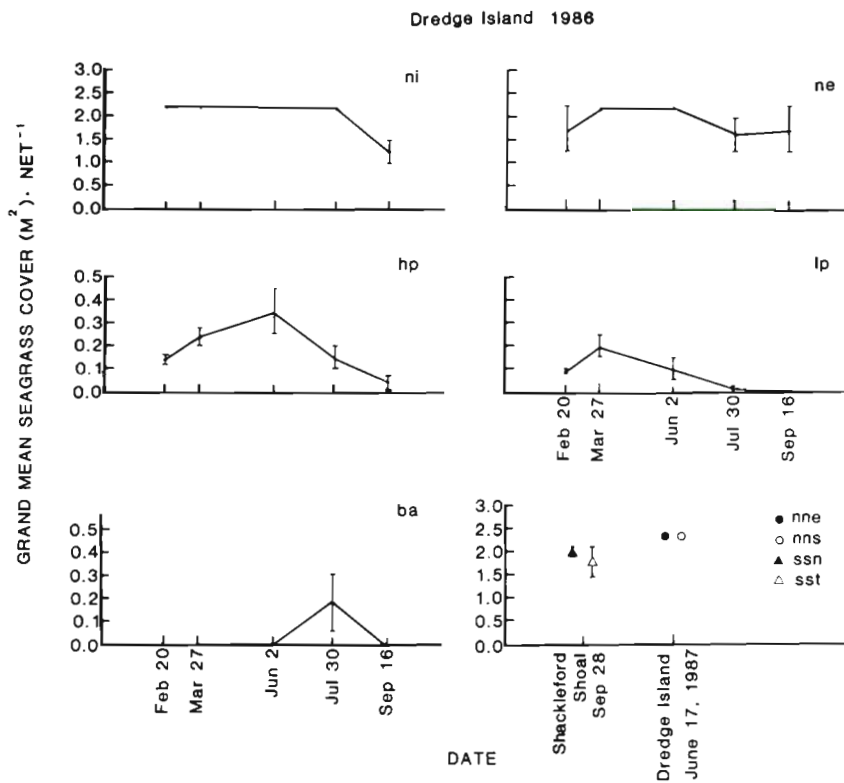 Dredge Island 1986
GRAND MEAN SEAGRASS COVER (M²)· NET⁻¹
3.0
2.5
2.0
1.5
1.0
0.5
0.0
ni
ne
0.5
0.4
0.3
0.2
0.1
0.0
hp
lp
Feb 20
Mar 27
Jun 2
Jul 30
Sep 16
0.5
0.4
0.3
0.2
0.1
0.0
ba
Feb 20
Mar 27
Jun 2
Jul 30
Sep 16
3.0
2.5
2.0
1.5
1.0
0.5
0.0
nne
nns
ssn
sst
Shackleford
Shoal
Sep 28
Dredge Island
June 17, 1987
DATE